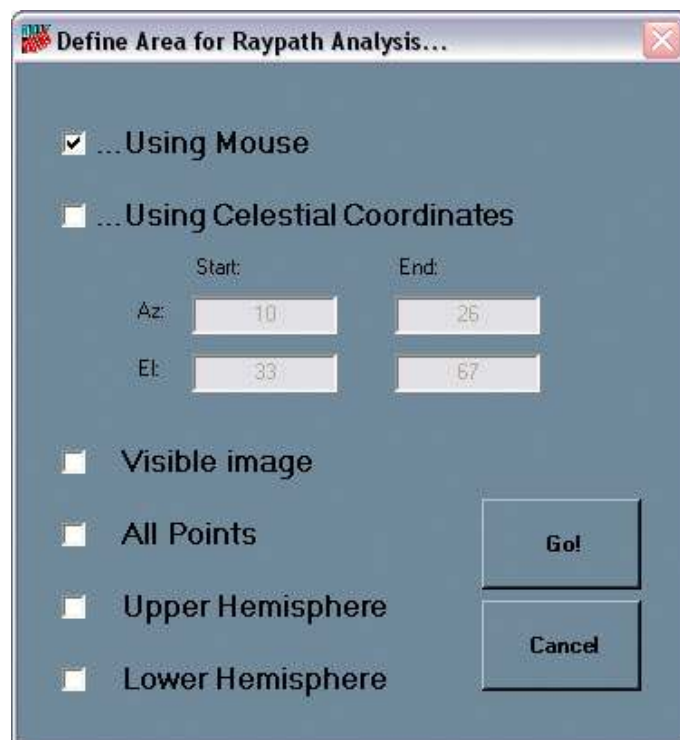 Define Area for Raypath Analysis...
...Using Mouse
...Using Celestial Coordinates
Start: End:
Az: 10 26
El: 33 67
Visible image
All Points
Go!
Upper Hemisphere
Cancel
Lower Hemisphere